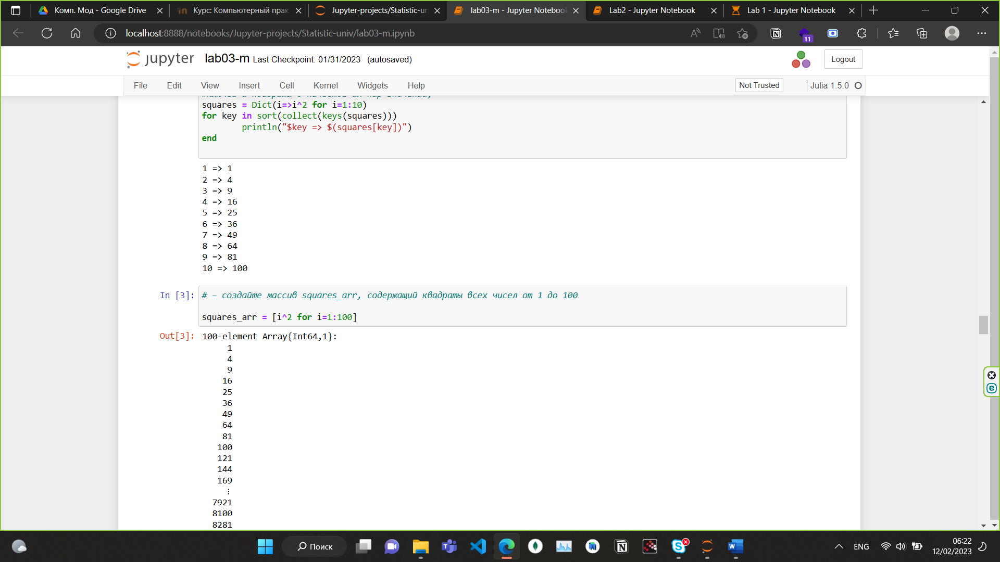 Комп. Мод - Google Drive
Курс: Компьютерный прак
Jupyter-projects/Statistic-un
lab03-m - Jupyter Notebook
Lab2 - Jupyter Notebook
Lab 1 - Jupyter Notebook
localhost:8888/notebooks/Jupyter-projects/Statistic-univ/lab03-m.ipynb
11
jupyter lab03-m Last Checkpoint: 01/31/2023 (autosaved)
Logout
File Edit View Insert Cell Kernel Widgets Help
Not Trusted
Julia 1.5.0
squares = Dict(i=>i^2 for i=1:10)
for key in sort(collect(keys(squares)))
println("$key => $(squares[key])")
end
1 => 1
2 => 4
3 => 9
4 => 16
5 => 25
6 => 36
7 => 49
8 => 64
9 => 81
10 => 100
In [3]: # – создайте массив squares_arr, содержащий квадраты всех чисел от 1 до 100
squares_arr = [i^2 for i=1:100]
Out[3]: 100-element Array{Int64,1}:
1
4
9
16
25
36
49
64
81
100
121
144
169
⋮
7921
8100
8281
Поиск
ENG
06:22
12/02/2023